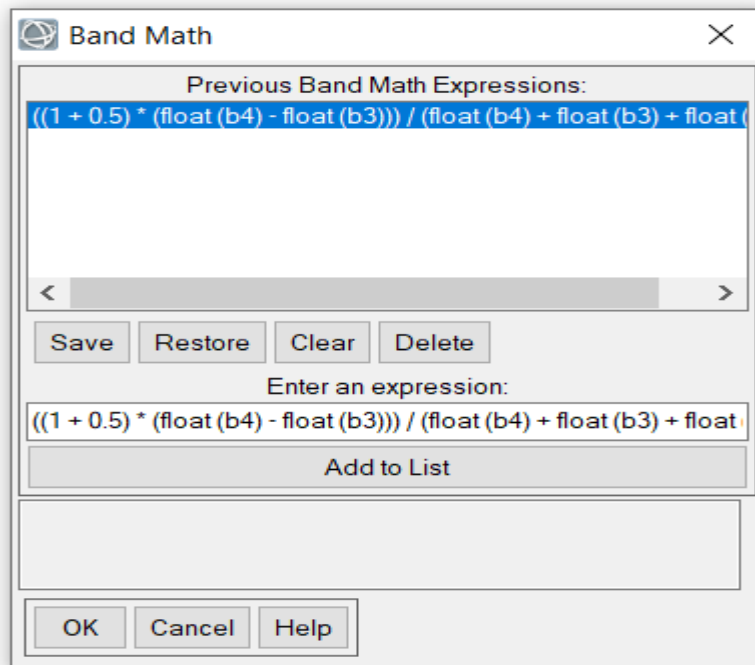 Band Math
Previous Band Math Expressions:
((1 + 0.5) * (float (b4) - float (b3))) / (float (b4) + float (b3) + float (
Save Restore Clear Delete
Enter an expression:
((1 + 0.5) * (float (b4) - float (b3))) / (float (b4) + float (b3) + float (
Add to List
OK Cancel Help